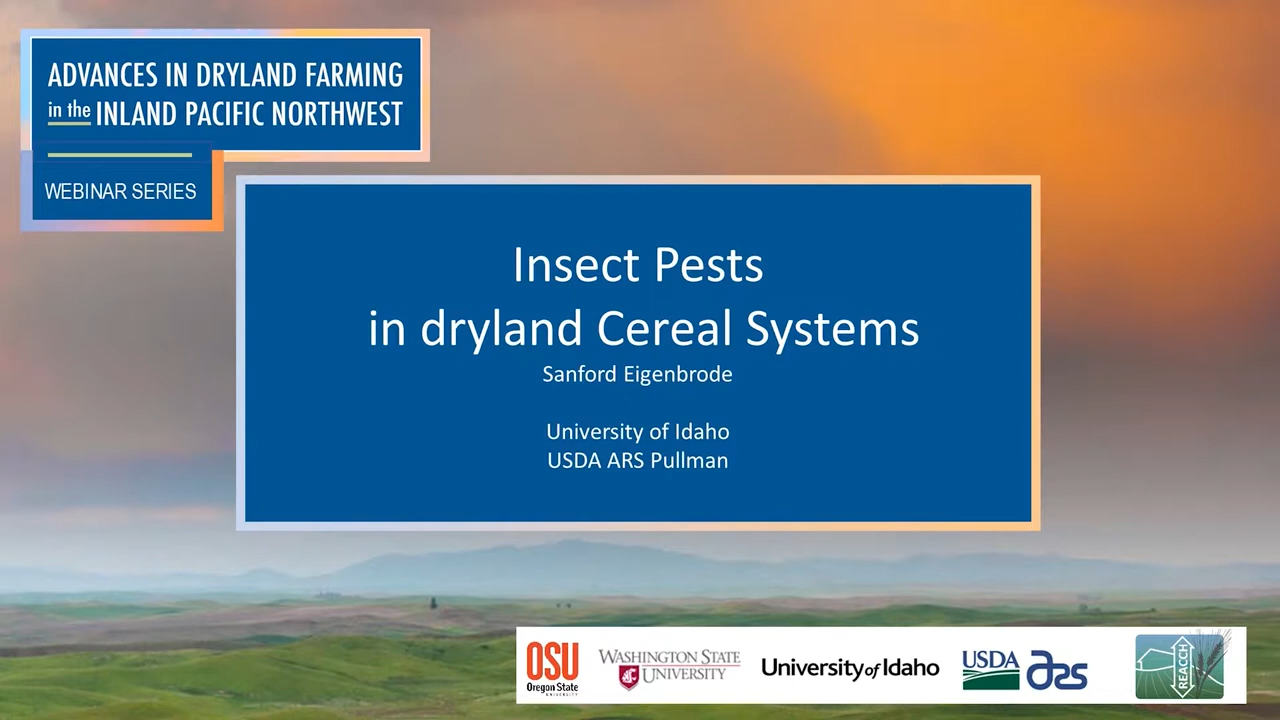 ADVANCES IN DRYLAND FARMING
in the INLAND PACIFIC NORTHWEST
WEBINAR SERIES
Insect Pests
in dryland Cereal Systems
Sanford Eigenbrode
University of Idaho
USDA ARS Pullman
OSU
Oregon State
UNIVERSITY
WASHINGTON STATE
UNIVERSITY
University of Idaho
USDA ars
REACCH